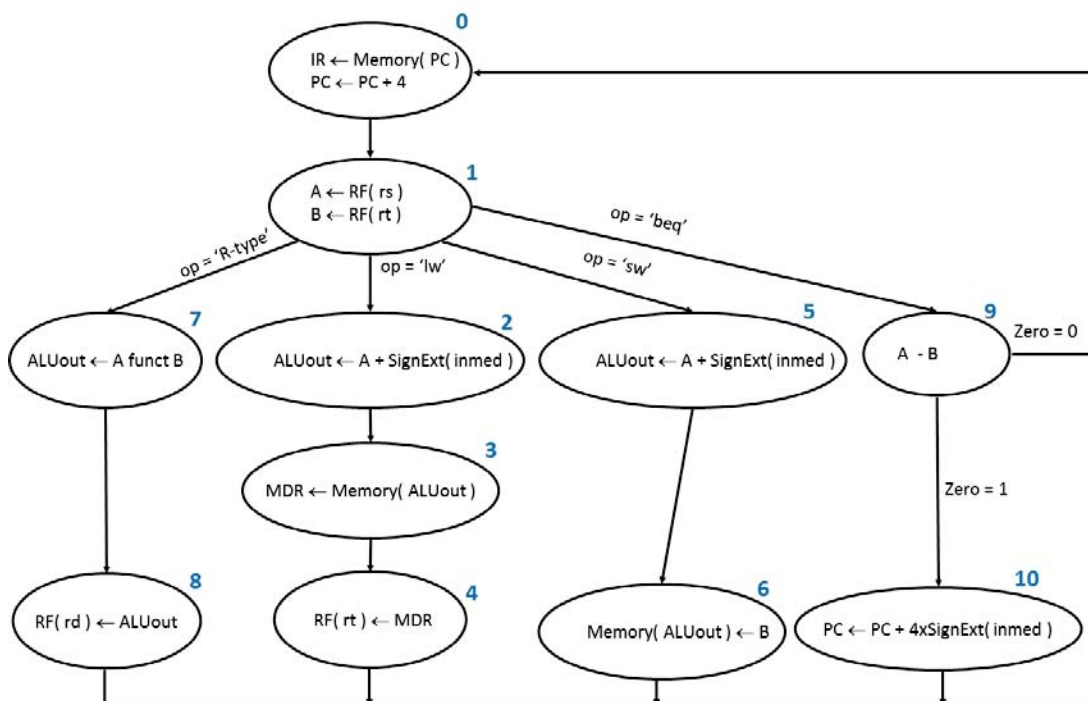 0
IR ← Memory( PC)
PC ← PC + 4
1
A ← RF( rs )
B ← RF( rt )
op = 'R-type'
op = 'lw'
op = 'sw'
op = 'beq'
7
ALUout ← A funct B
2
ALUout ← A + SignExt( inmed )
5
ALUout ← A + SignExt( inmed )
9
A - B
Zero = 0
3
MDR ← Memory( ALUout )
Zero = 1
8
RF( rd ) ← ALUout
4
RF( rt ) ← MDR
6
Memory( ALUout ) ← B
10
PC ← PC + 4xSignExt( inmed )